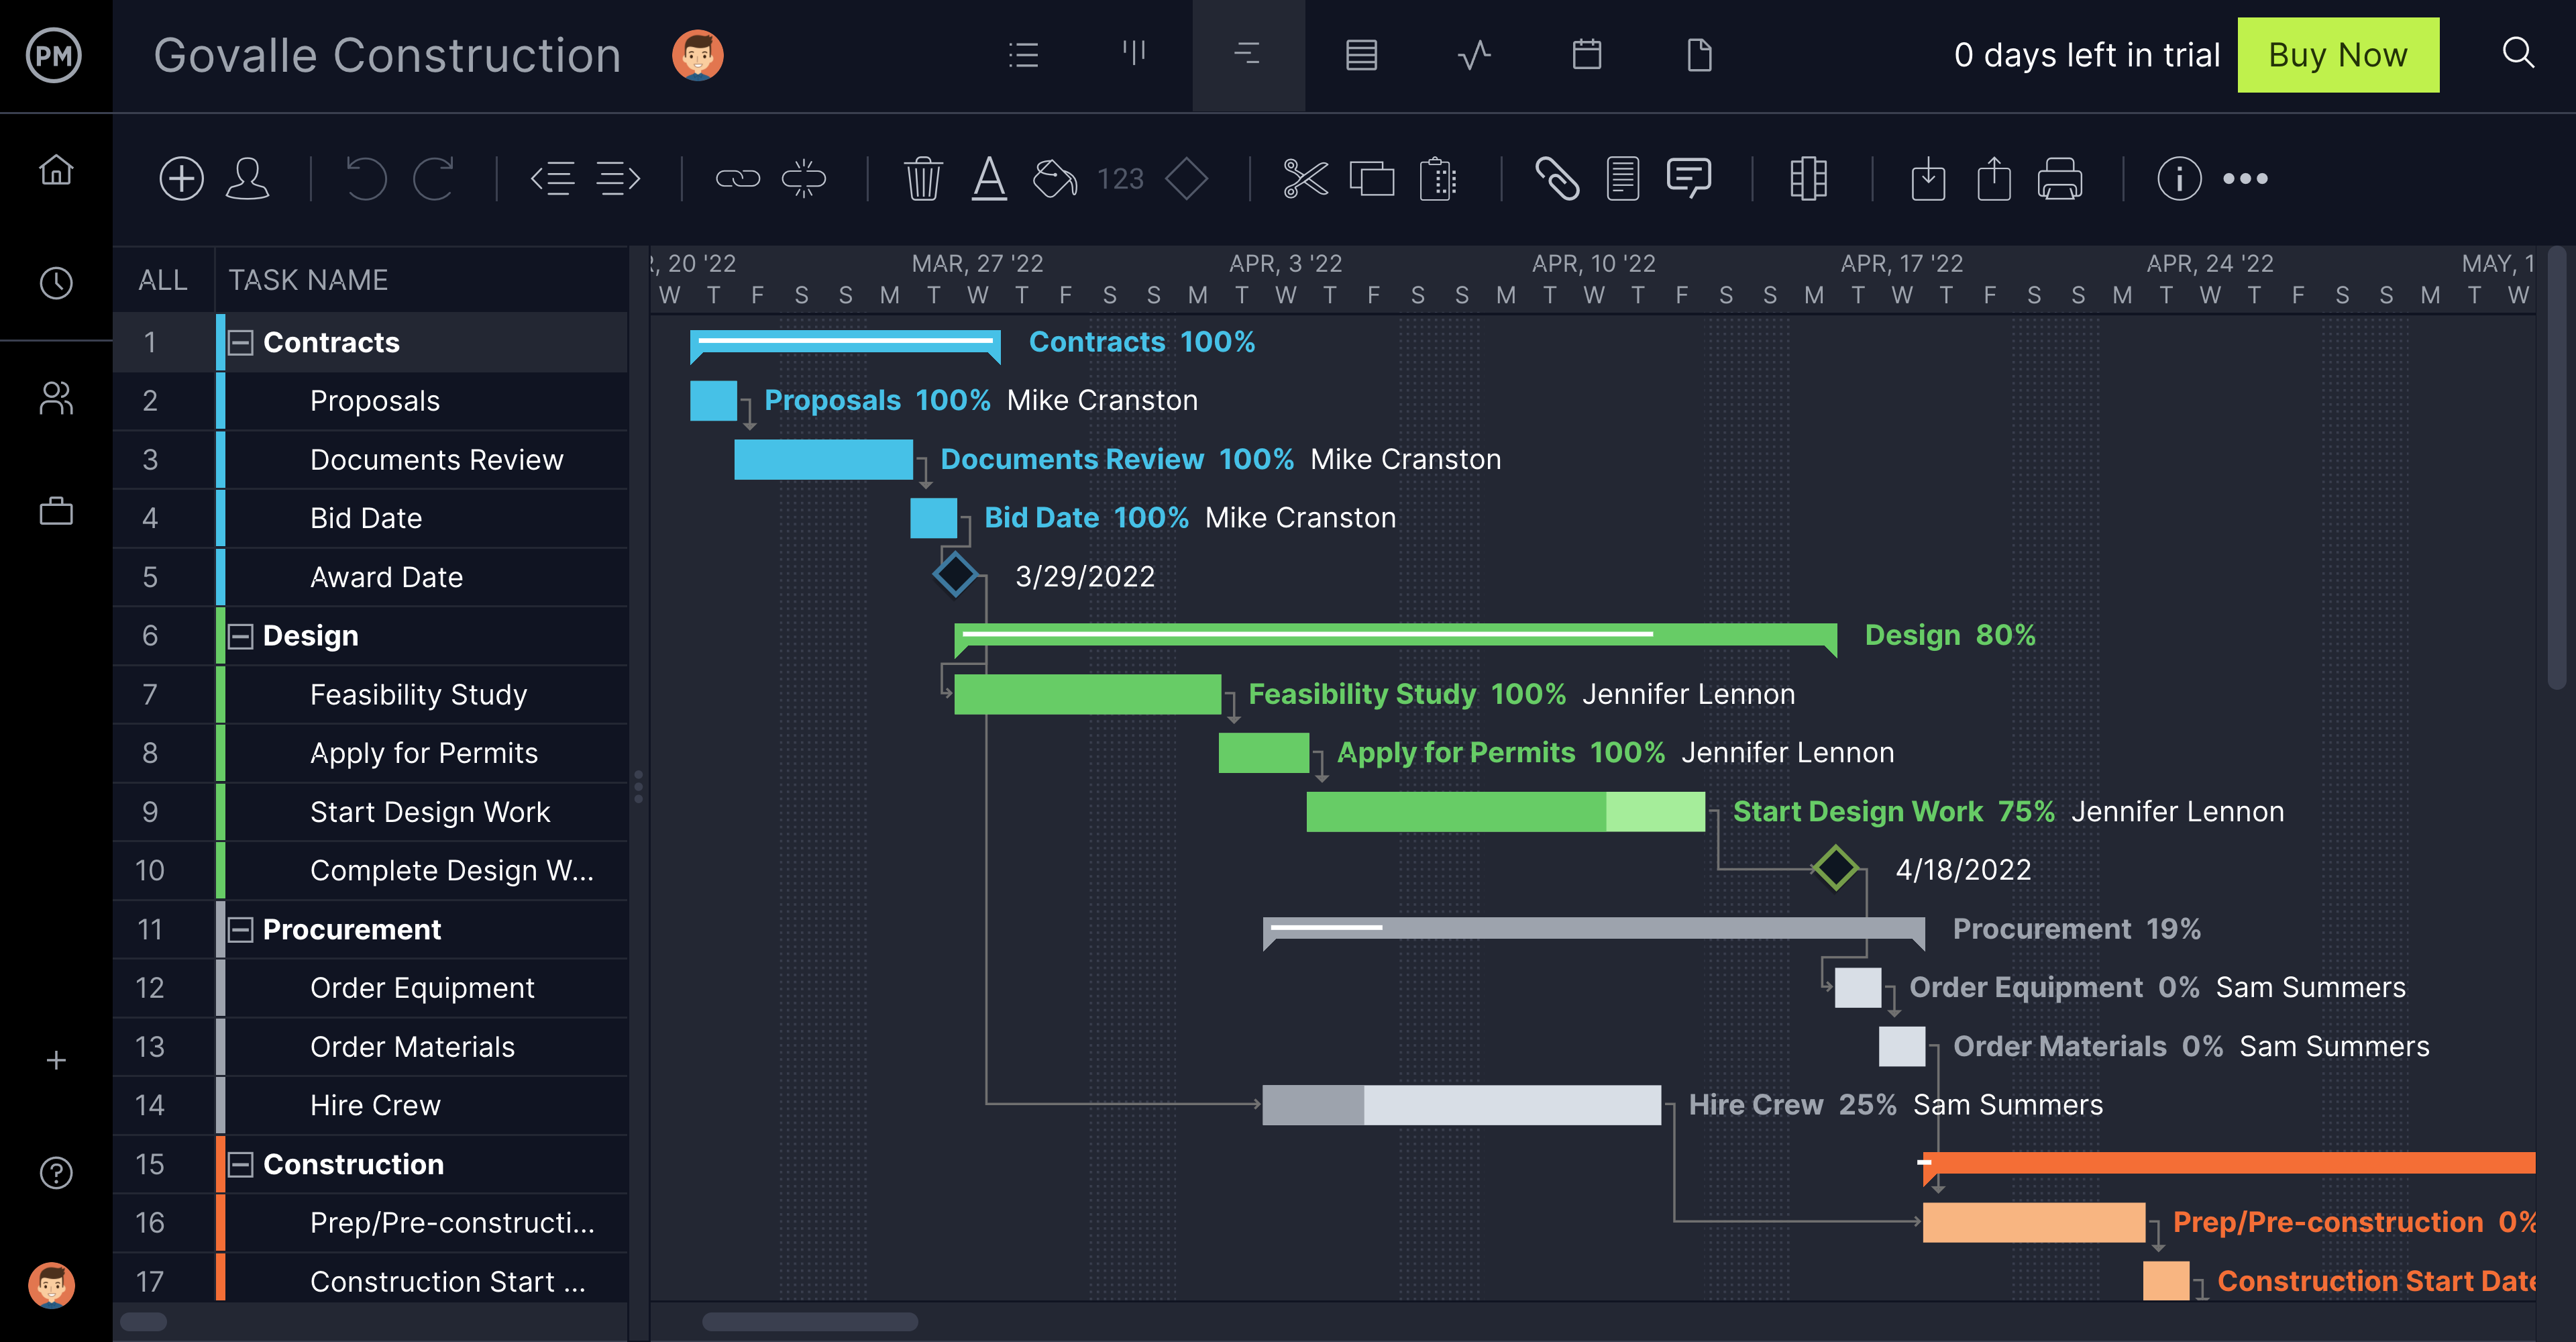 PM
Govalle Construction
0 days left in trial
Buy Now
123
ALL TASK NAME
, 20 '22 MAR, 27 '22 APR, 3 '22 APR, 10 '22 APR, 17 '22 APR, 24 '22 MAY, 1
W T F S S M T W T F S S M T W T F S S M T W T F S S M T W T F S S M T W T F S S M T W
1 Contracts Contracts 100%
2 Proposals Proposals 100% Mike Cranston
3 Documents Review Documents Review 100% Mike Cranston
4 Bid Date Bid Date 100% Mike Cranston
5 Award Date 3/29/2022
6 Design Design 80%
7 Feasibility Study Feasibility Study 100% Jennifer Lennon
8 Apply for Permits Apply for Permits 100% Jennifer Lennon
9 Start Design Work Start Design Work 75% Jennifer Lennon
10 Complete Design W... 4/18/2022
11 Procurement Procurement 19%
12 Order Equipment Order Equipment 0% Sam Summers
13 Order Materials Order Materials 0% Sam Summers
14 Hire Crew Hire Crew 25% Sam Summers
15 Construction
16 Prep/Pre-constructi... Prep/Pre-construction 0%
17 Construction Start ... Construction Start Date